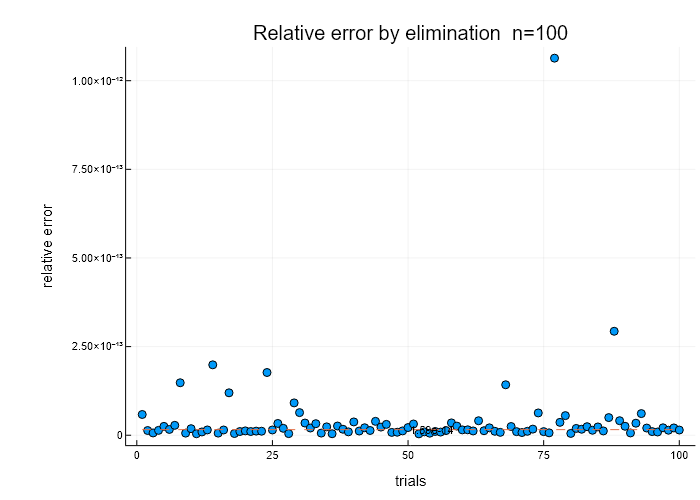 Relative error by elimination n=100
1.00×10⁻¹²
7.50×10⁻¹³
5.00×10⁻¹³
2.50×10⁻¹³
0
relative error
0 25 50 75 100
trials